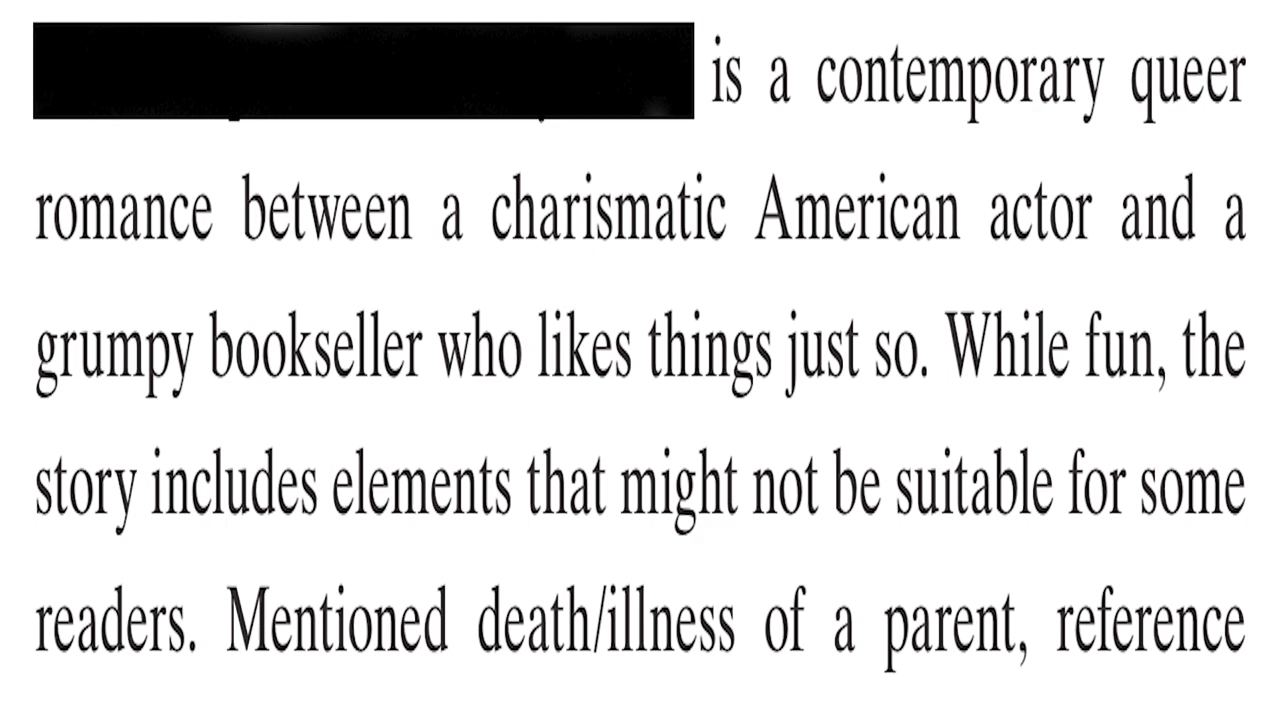 is a contemporary queer
romance between a charismatic American actor and a
grumpy bookseller who likes things just so. While fun, the
story includes elements that might not be suitable for some
readers. Mentioned death/illness of a parent, reference